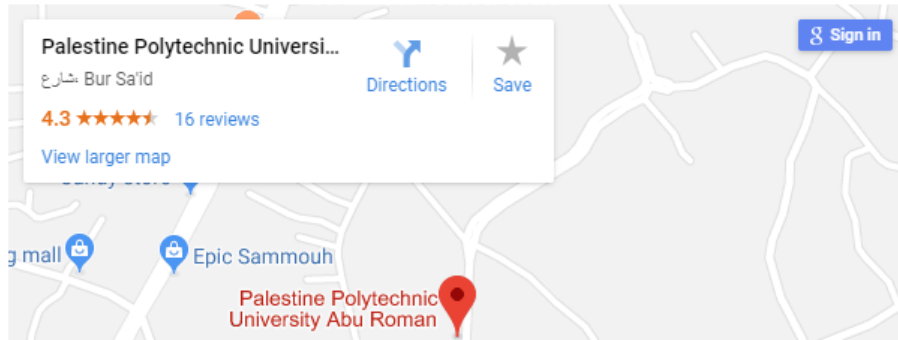 Palestine Polytechnic Universi...
شارع، Bur Sa'id
4.3
16 reviews
View larger map
Directions
Save
g Sign in
g mall
Epic Sammouh
Palestine Polytechnic
University Abu Roman